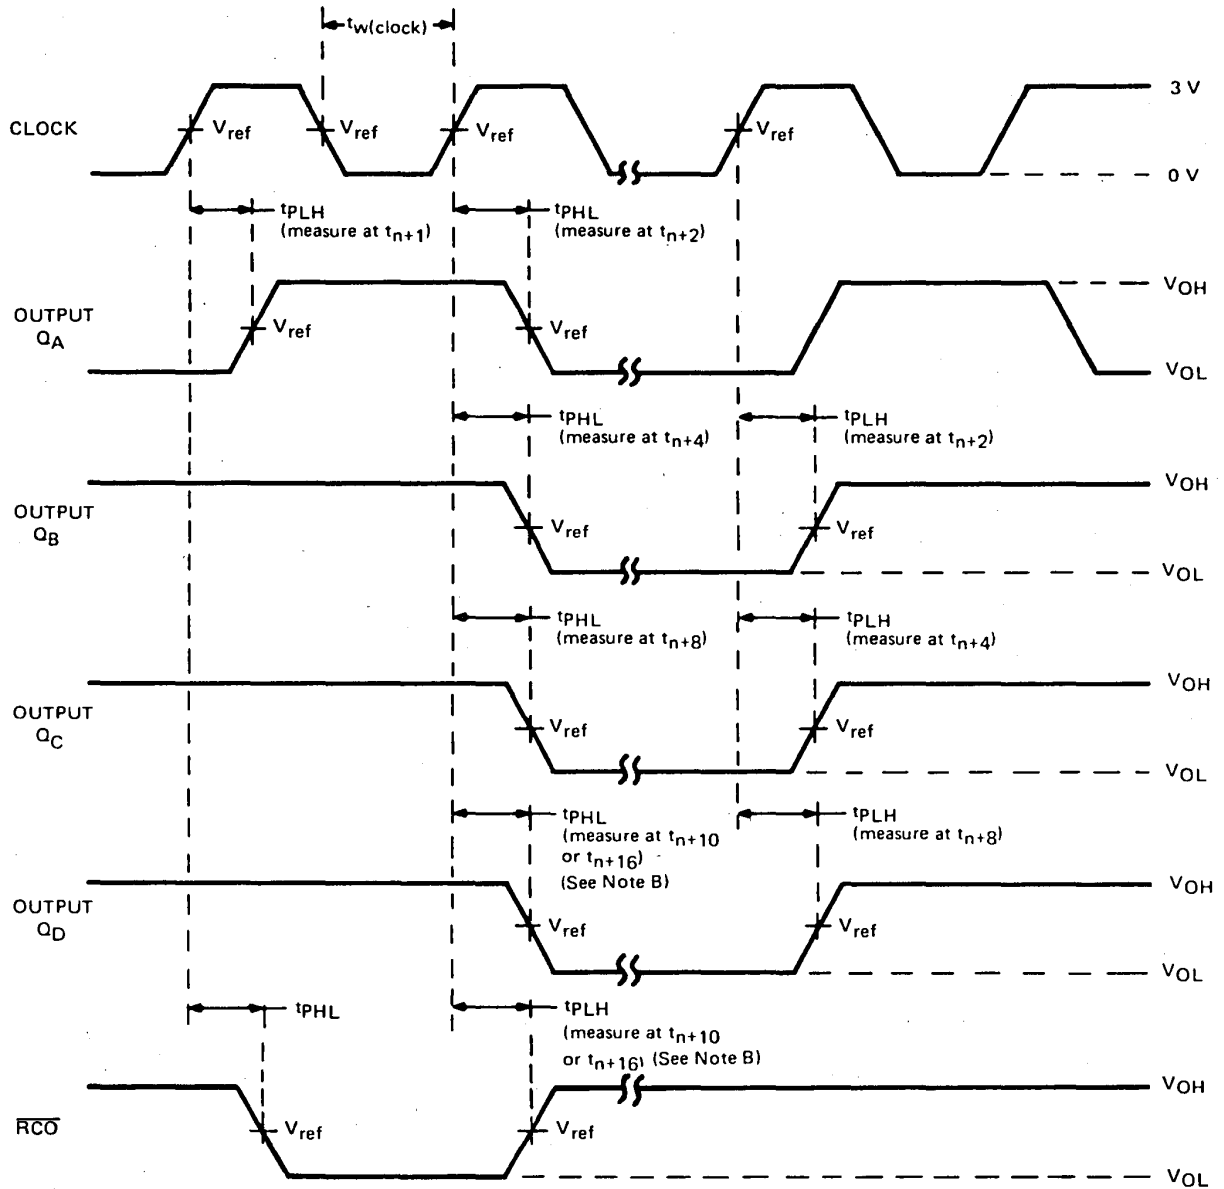 tw(clock)
3 V
CLOCK
Vref
Vref
Vref
Vref
0 V
tPLH
(measure at tn+1)
tPHL
(measure at tn+2)
OUTPUT
QA
Vref
Vref
VOH
VOL
tPHL
(measure at tn+4)
tPLH
(measure at tn+2)
OUTPUT
QB
Vref
Vref
VOH
VOL
tPHL
(measure at tn+8)
tPLH
(measure at tn+4)
OUTPUT
QC
Vref
Vref
VOH
VOL
tPHL
(measure at tn+10
or tn+16)
(See Note B)
tPLH
(measure at tn+8)
OUTPUT
QD
Vref
Vref
VOH
VOL
tPHL
tPLH
(measure at tn+10
or tn+16) (See Note B)
RCO
Vref
Vref
VOH
VOL